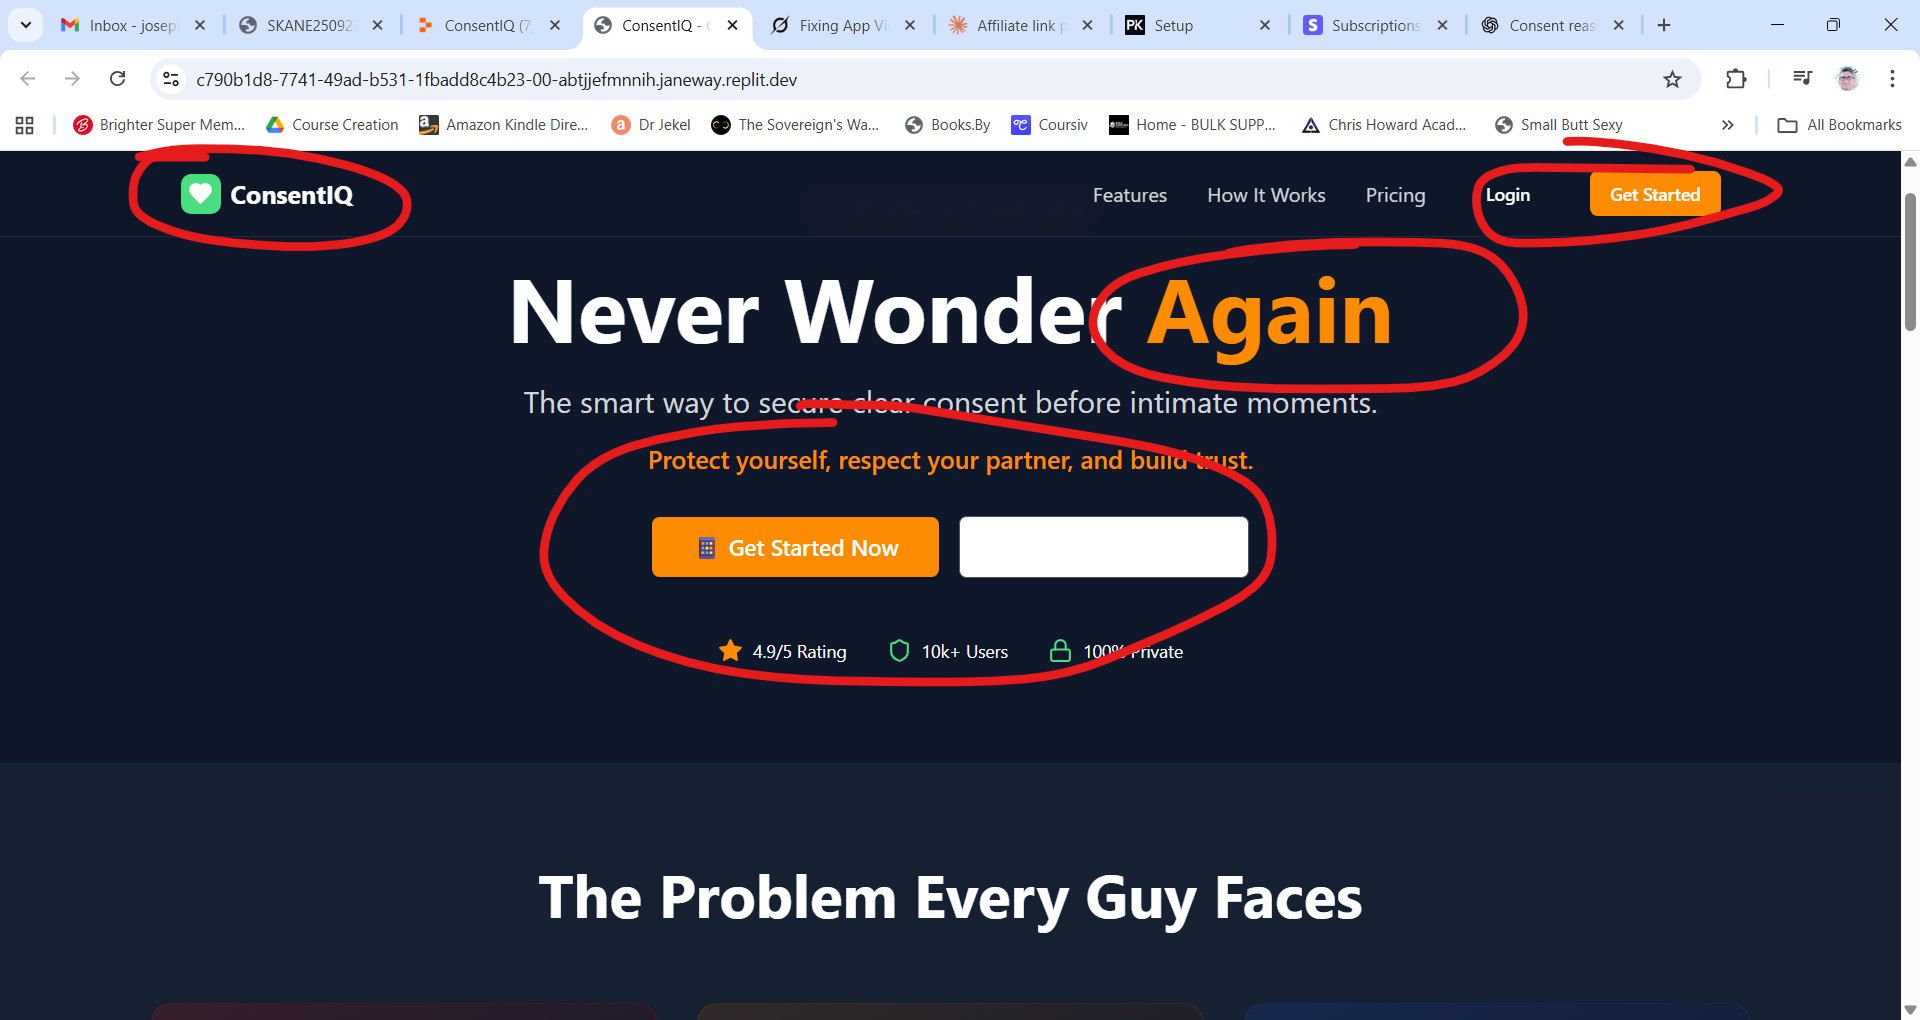 Inbox - josep
SKANE25092
ConsentIQ (7
ConsentIQ - C
Fixing App Vi
Affiliate link p
PK
Setup
S
Subscriptions
Consent reas
c790b1d8-7741-49ad-b531-1fbadd8c4b23-00-abtjjefmnnih.janeway.replit.dev
Brighter Super Mem...
Course Creation
Amazon Kindle Dire...
Dr Jekel
The Sovereign's Wa...
Books.By
Coursiv
Home - BULK SUPP...
Chris Howard Acad...
Small Butt Sexy
All Bookmarks
ConsentIQ
Features
How It Works
Pricing
Login
Get Started
Never Wonder Again
The smart way to secure clear consent before intimate moments.
Protect yourself, respect your partner, and build trust.
Get Started Now
4.9/5 Rating
10k+ Users
100% Private
The Problem Every Guy Faces